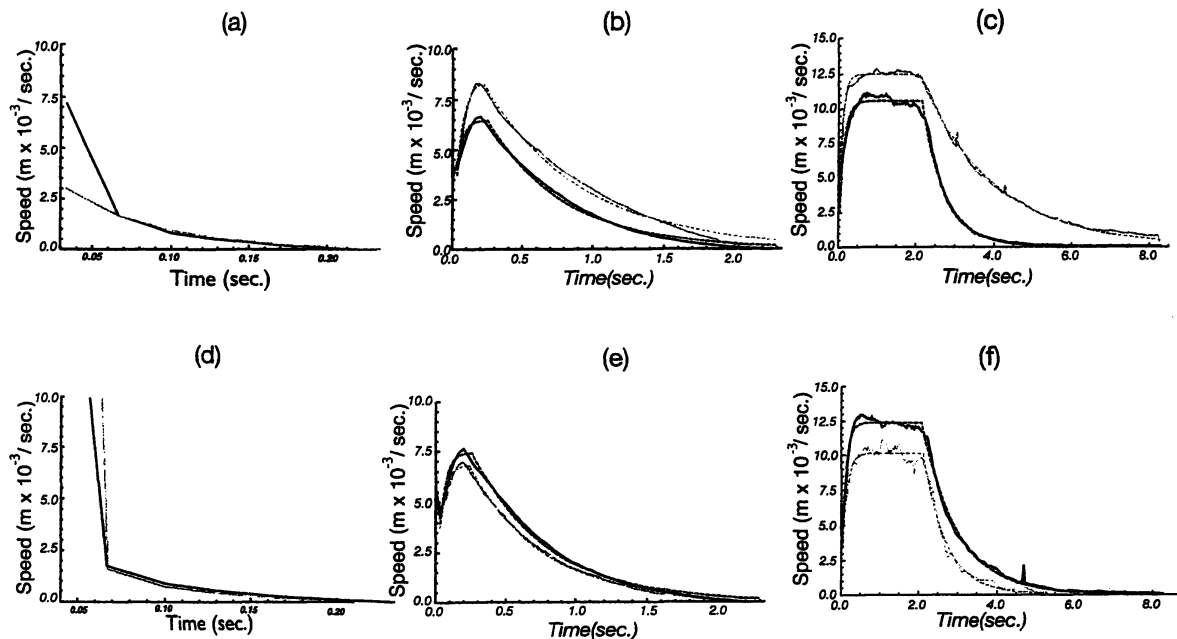 (a)
Speed (m x 10⁻³/ sec.)
10.0
7.5
5.0
2.5
0.0
0.05 0.10 0.15 0.20
Time (sec.)
(b)
Speed (m x 10⁻³/ sec.)
10.0
7.5
5.0
2.5
0.0
0.0 0.5 1.0 1.5 2.0
Time(sec.)
(c)
Speed (m x 10⁻³/ sec.)
15.0
12.5
10.0
7.5
5.0
2.5
0.0
0.0 2.0 4.0 6.0 8.0
Time(sec.)
(d)
Speed (m x 10⁻³/ sec.)
10.0
7.5
5.0
2.5
0.0
0.05 0.10 0.15 0.20
Time (sec.)
(e)
Speed (m x 10⁻³/ sec.)
10.0
7.5
5.0
2.5
0.0
0.0 0.5 1.0 1.5 2.0
Time(sec.)
(f)
Speed (m x 10⁻³/ sec.)
15.0
12.5
10.0
7.5
5.0
2.5
0.0
0.0 2.0 4.0 6.0 8.0
Time(sec.)